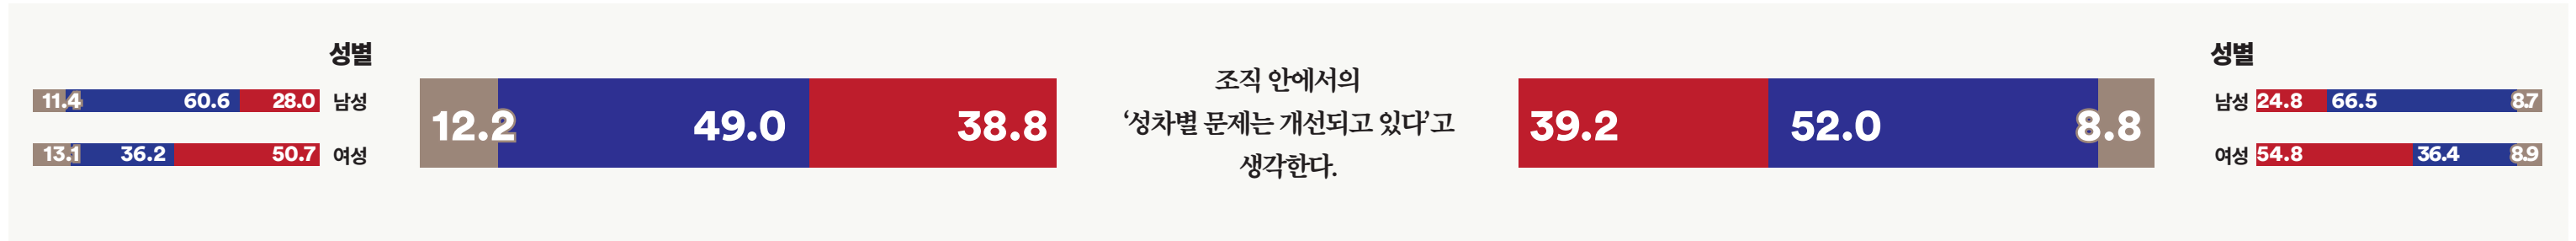 성별
11.4 60.6 28.0 남성
13.1 36.2 50.7 여성
12.2 49.0 38.8
조직 안에서의
‘성차별 문제는 개선되고 있다’고
생각한다.
39.2 52.0 8.8
성별
남성 24.8 66.5 8.7
여성 54.8 36.4 8.9